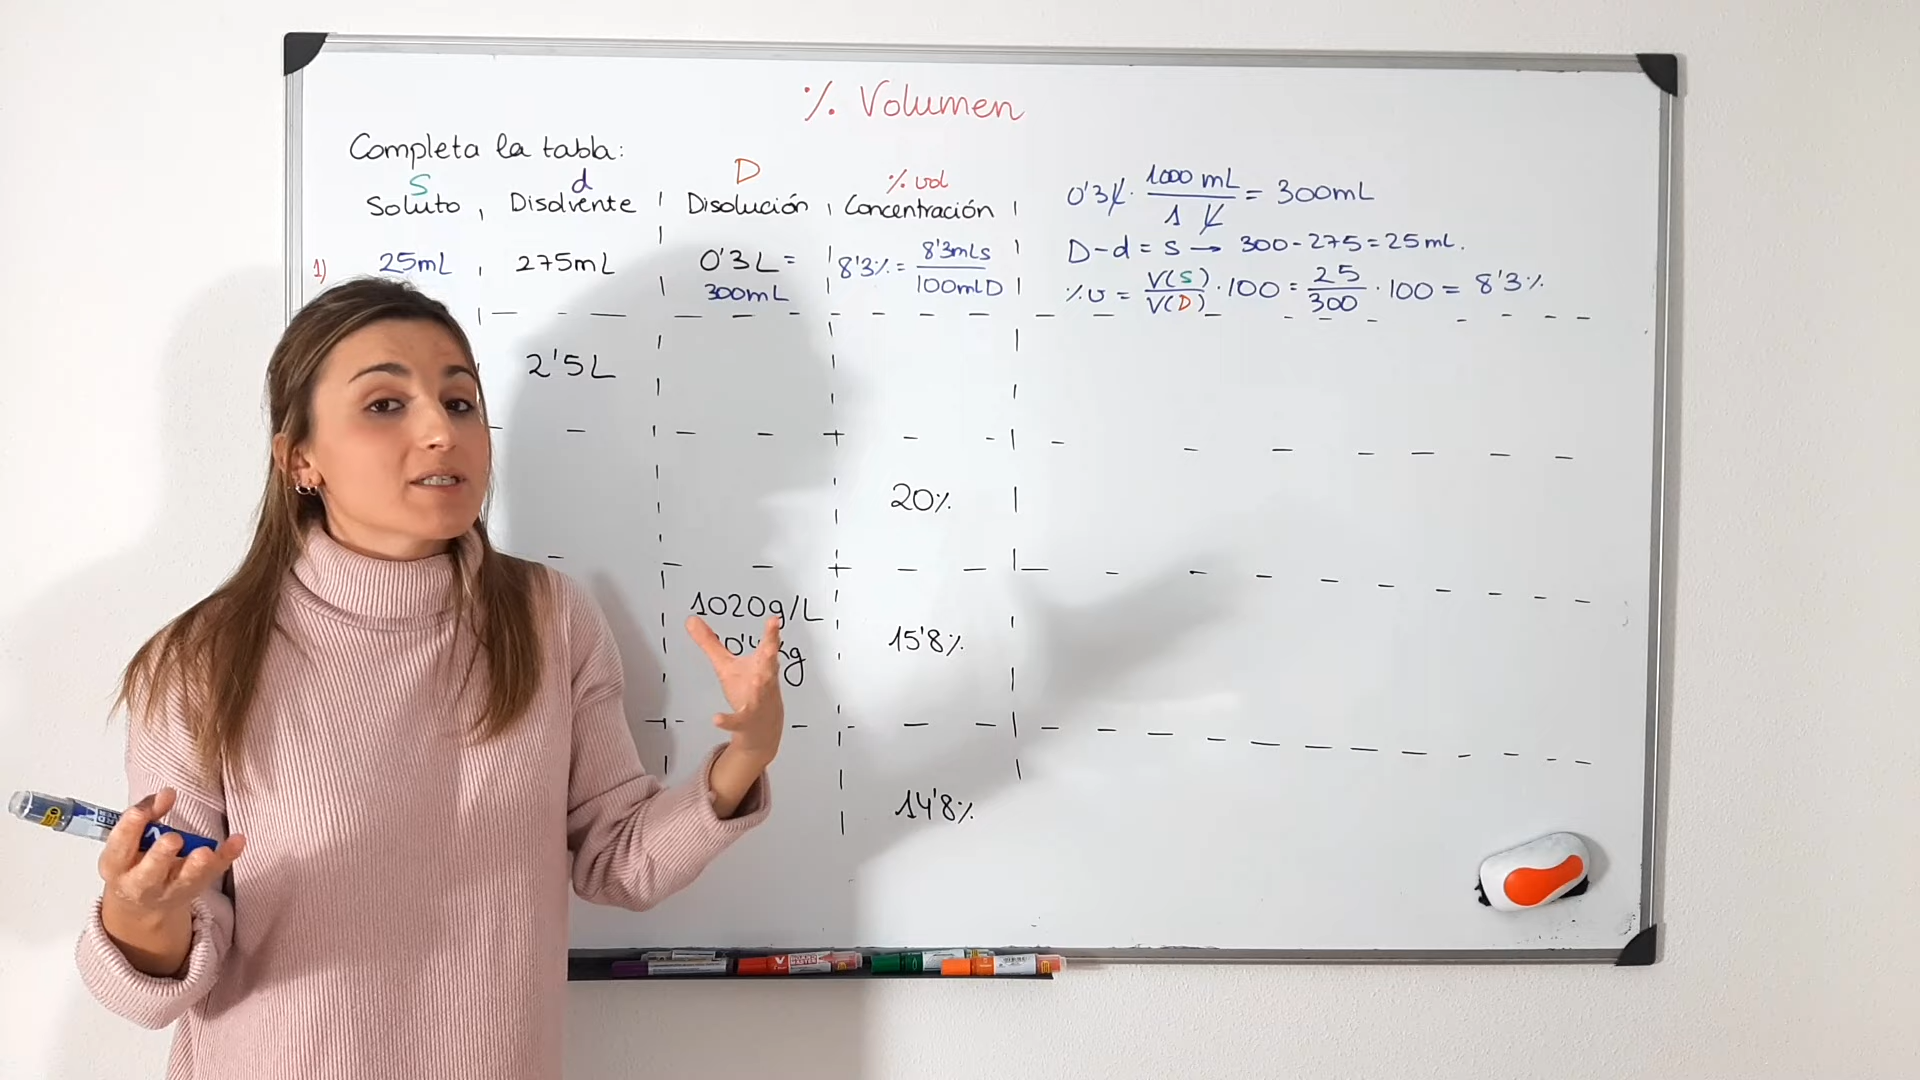 % Volumen
Completa la tabla:
S d D % vol
Soluto Disolvente Disolución Concentración
1) 25mL 275mL 0'3L = 300mL 8'3% = 8'3mLs / 100mLD
0'3L · 1000 mL / 1 L = 300mL
D-d = s → 300-275 = 25mL.
%v = V(S) / V(D) · 100 = 25 / 300 · 100 = 8'3%
2'5L
20%
1020g/L
15'8%
14'8%